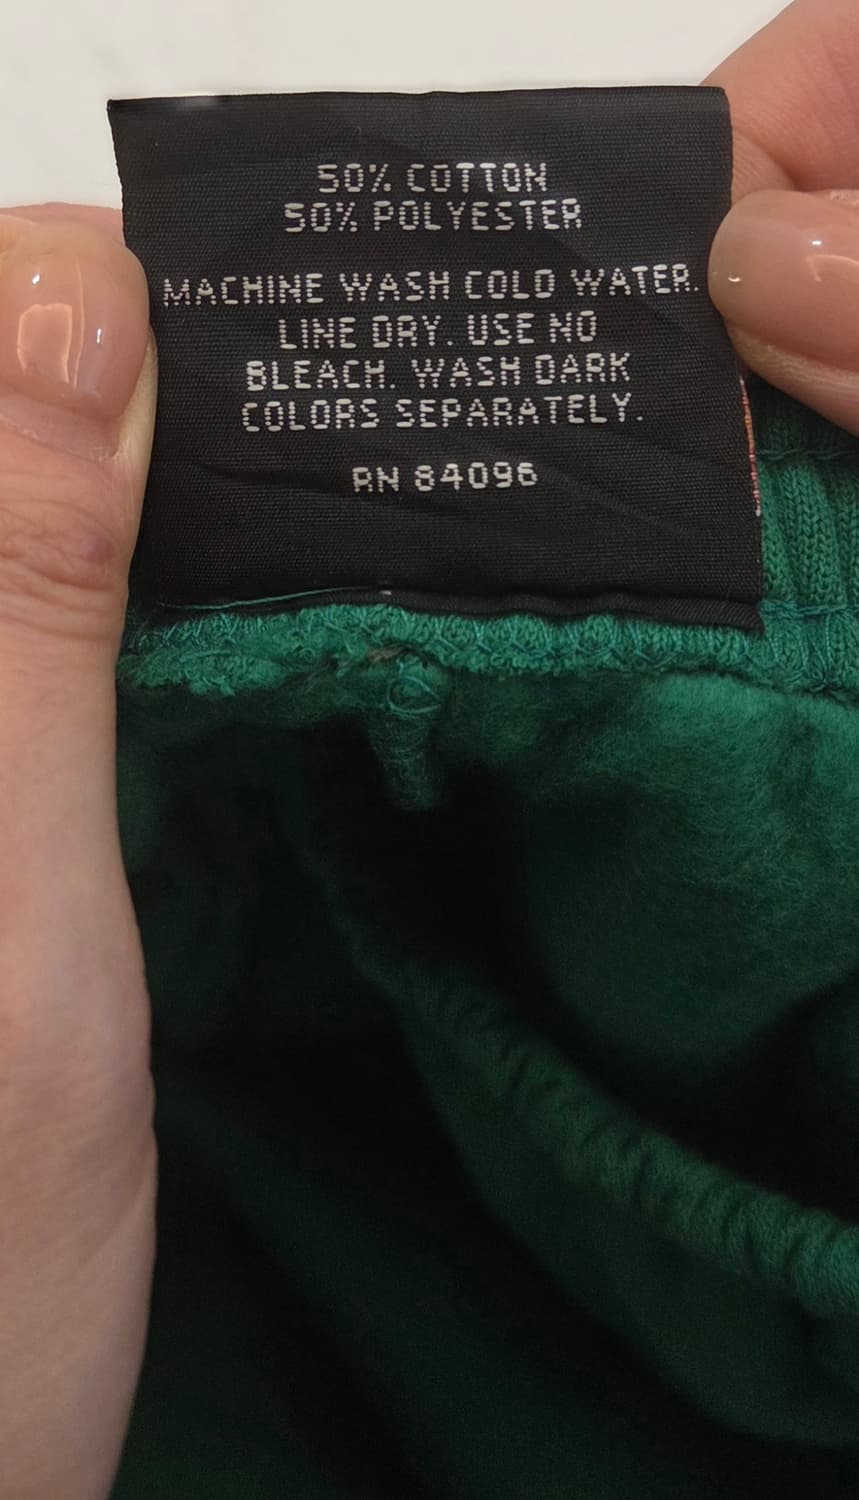 50% COTTON
50% POLYESTER
MACHINE WASH COLD WATER.
LINE DRY. USE NO
BLEACH. WASH DARK
COLORS SEPARATELY.
RN 84096